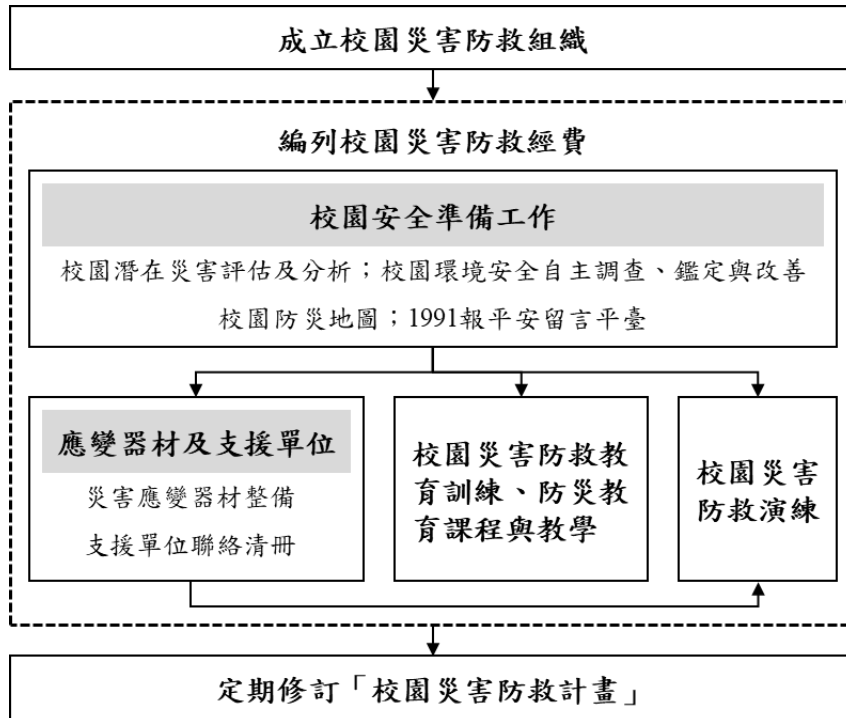 成立校園災害防救組織
編列校園災害防救經費
校園安全準備工作
校園潛在災害評估及分析；校園環境安全自主調查、鑑定與改善
校園防災地圖；1991報平安留言平臺
應變器材及支援單位
災害應變器材整備
支援單位聯絡清冊
校園災害防救教
育訓練、防災教
育課程與教學
校園災害
防救演練
定期修訂「校園災害防救計畫」